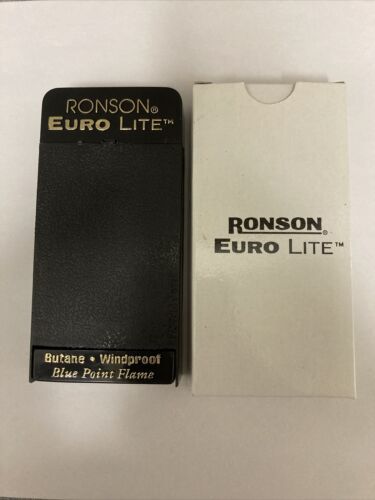 RONSON®
EURO LITE™
Butane • Windproof
Blue Point Flame
RONSON®
EURO LITE™